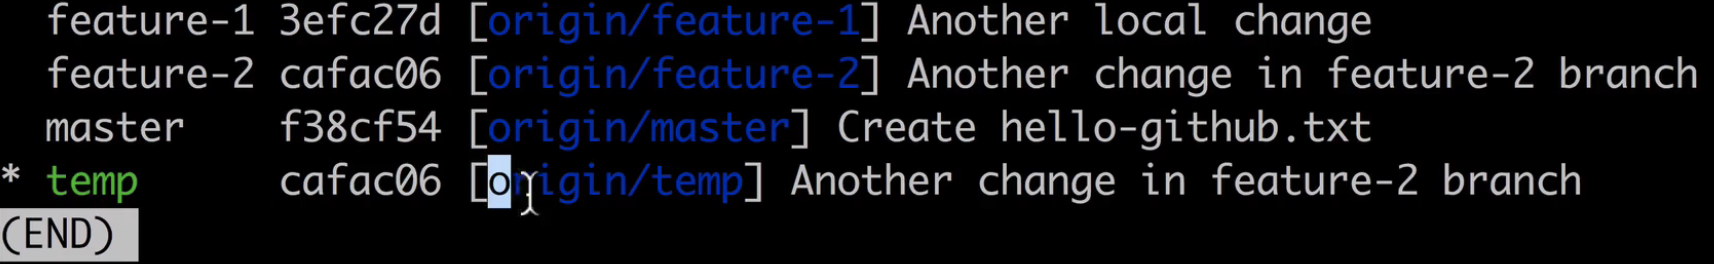 feature-1 3efc27d [origin/feature-1] Another local change
feature-2 cafac06 [origin/feature-2] Another change in feature-2 branch
master f38cf54 [origin/master] Create hello-github.txt
* temp cafac06 [origin/temp] Another change in feature-2 branch
(END)